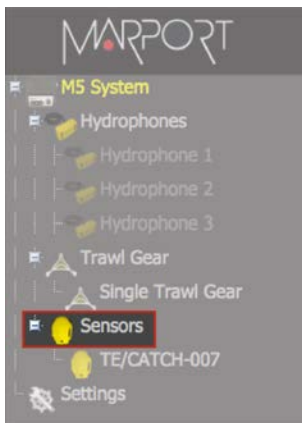 MARPORT
M5 System
Hydrophones
Hydrophone 1
Hydrophone 2
Hydrophone 3
Trawl Gear
Single Trawl Gear
Sensors
TE/CATCH-007
Settings